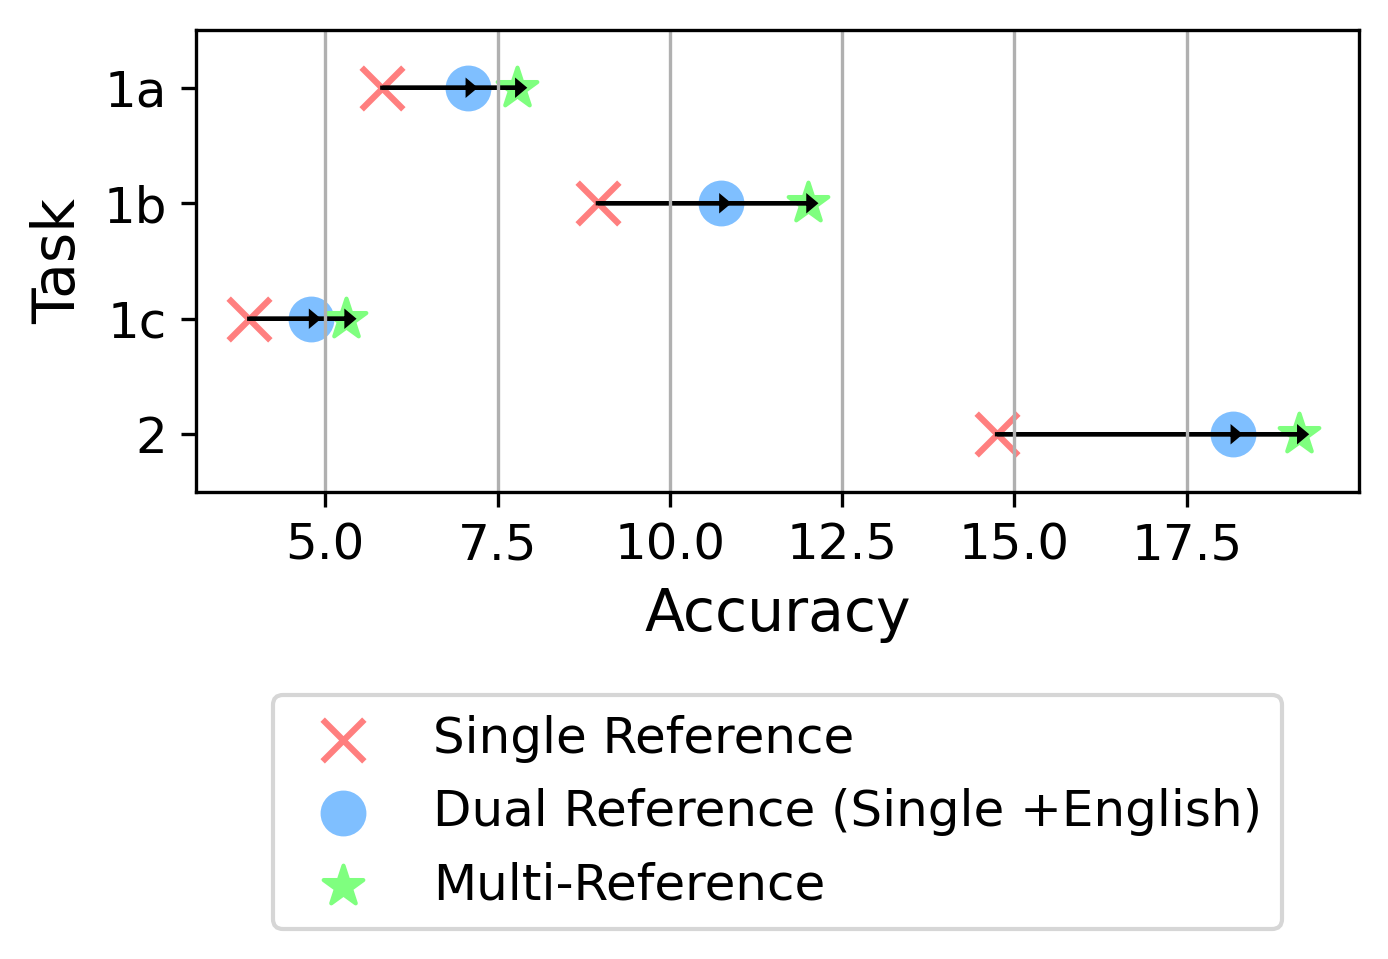 1a
1b
1c
2
Task
5.0 7.5 10.0 12.5 15.0 17.5
Accuracy
Single Reference
Dual Reference (Single +English)
Multi-Reference